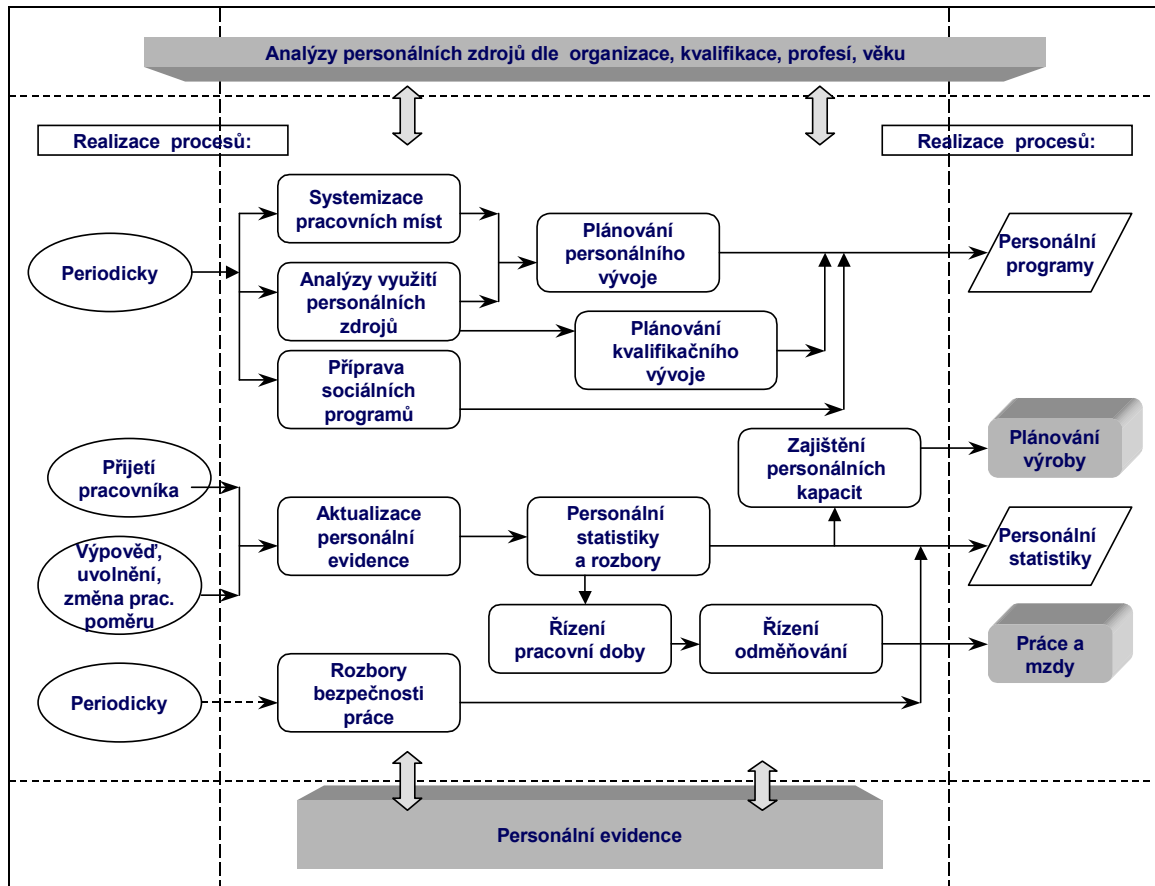 Analýzy personálních zdrojů dle organizace, kvalifikace, profesí, věku
Realizace procesů:
Realizace procesů:
Systemizace
pracovních míst
Plánování
personálního
vývoje
Personální
programy
Periodicky
Analýzy využití
personálních
zdrojů
Plánování
kvalifikačního
vývoje
Příprava
sociálních
programů
Zajištění
personálních
kapacit
Plánování
výroby
Přijetí
pracovníka
Aktualizace
personální
evidence
Personální
statistiky
a rozbory
Personální
statistiky
Výpověď,
uvolnění,
změna prac.
poměru
Řízení
pracovní doby
Řízení
odměňování
Práce a
mzdy
Periodicky
Rozbory
bezpečnosti
práce
Personální evidence